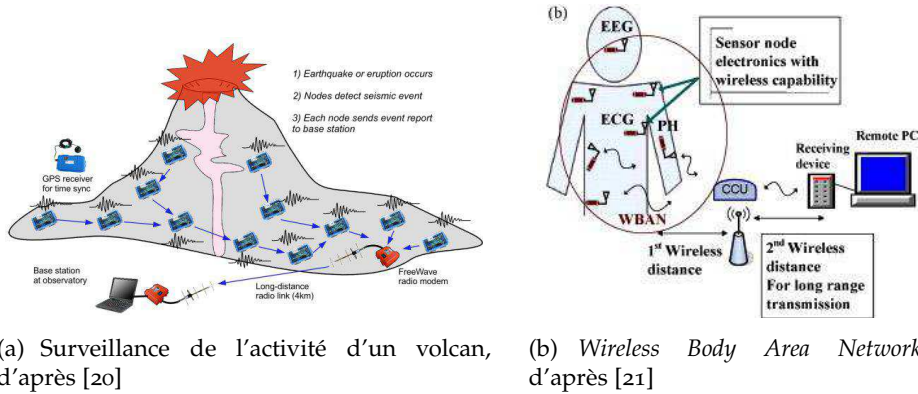 1) Earthquake or eruption occurs
2) Nodes detect seismic event
3) Each node sends event report
to base station
GPS receiver
for time sync
Base station
at observatory
Long-distance
radio link (4km)
FreeWave
radio modem
(a) Surveillance de l'activité d'un volcan,
d'après [20]
(b)
EEG
Sensor node
electronics with
wireless capability
ECG
PH
Remote PC
Receiving
device
CCU
WBAN
1st Wireless
distance
2nd Wireless
distance
For long range
transmission
(b) Wireless Body Area Network
d'après [21]